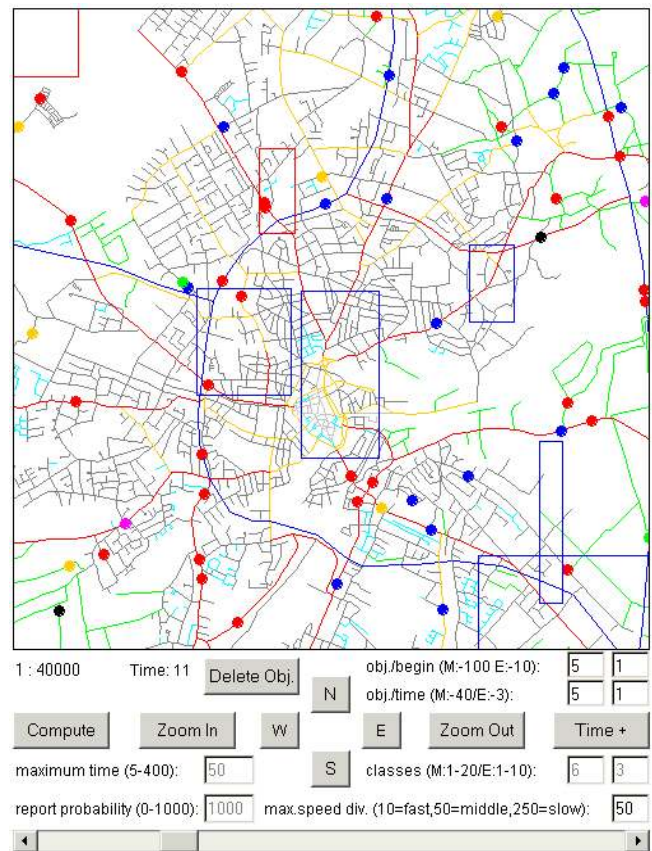 1 : 40000 Time: 11 Delete Obj. obj./begin (M:-100 E:-10): 5 1
N obj./time (M:-40/E:-3): 5 1
Compute Zoom In W E Zoom Out Time +
maximum time (5-400): 50 S classes (M:1-20/E:1-10): 6 3
report probability (0-1000): 1000 max.speed div. (10=fast,50=middle,250=slow): 50